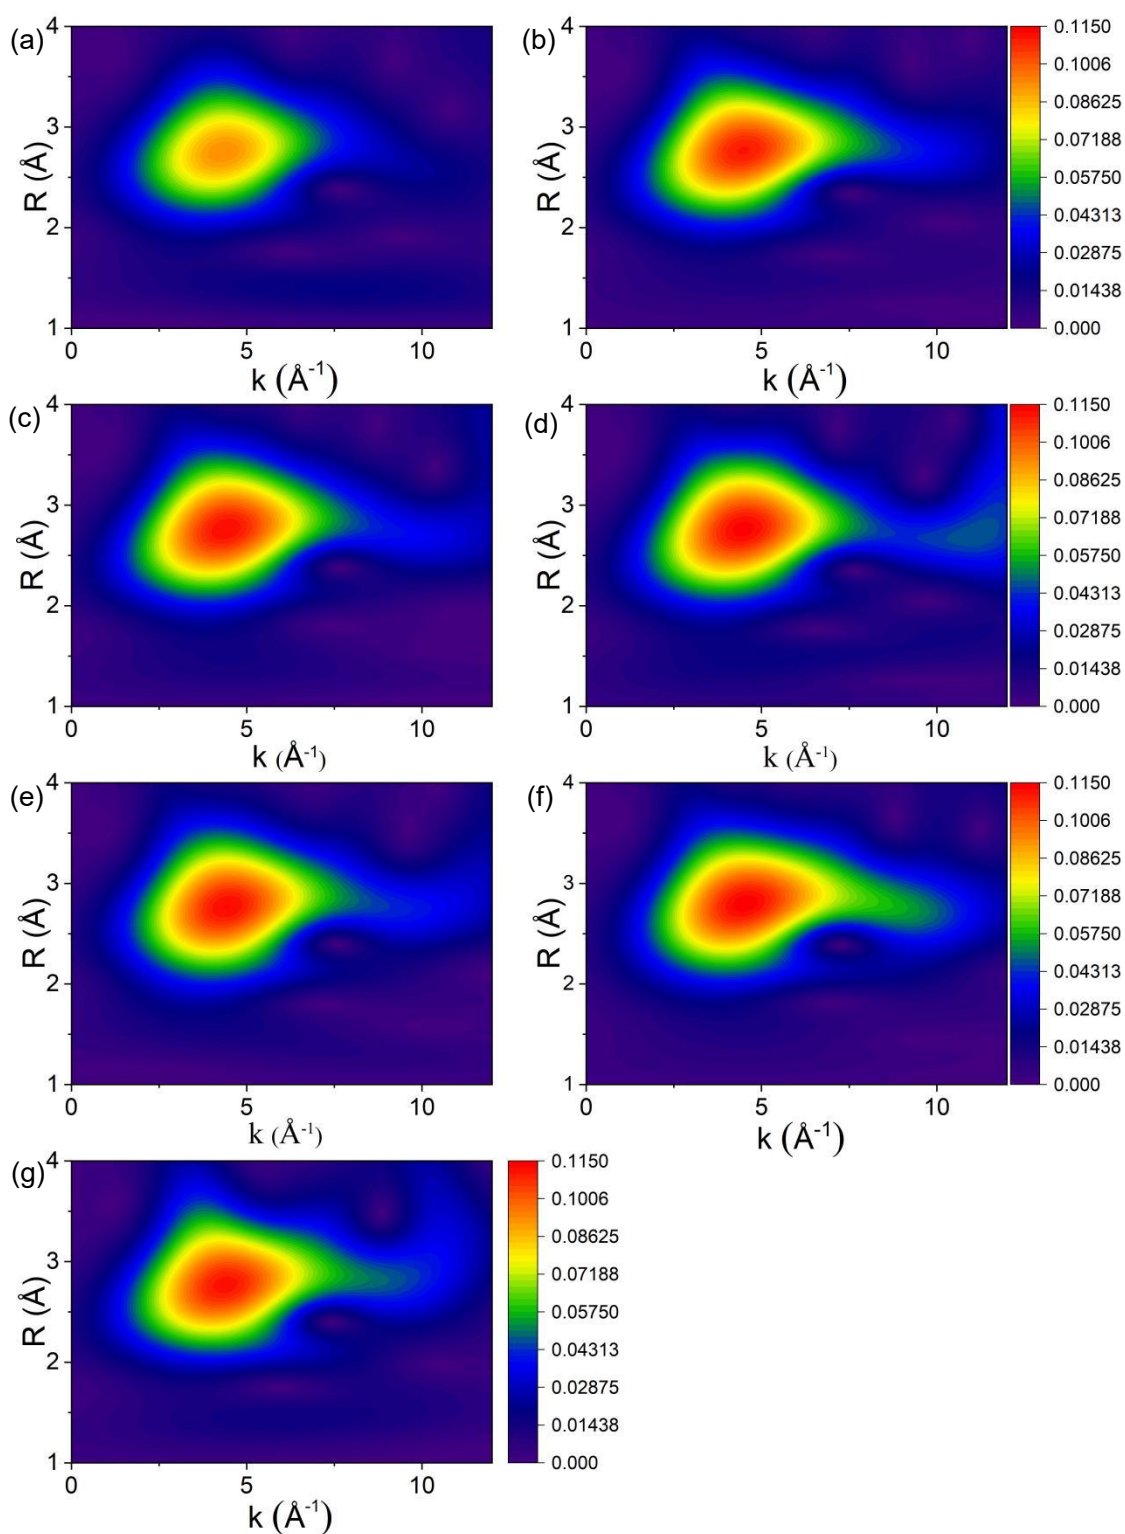 (a)
4
3
2
1
R (Å)
0 5 10
k (Å⁻¹)
(b)
4
3
2
1
R (Å)
0 5 10
k (Å⁻¹)
0.1150
0.1006
0.08625
0.07188
0.05750
0.04313
0.02875
0.01438
0.000
(c)
4
3
2
1
R (Å)
0 5 10
k (Å⁻¹)
(d)
4
3
2
1
R (Å)
0 5 10
k (Å⁻¹)
0.1150
0.1006
0.08625
0.07188
0.05750
0.04313
0.02875
0.01438
0.000
(e)
4
3
2
1
R (Å)
0 5 10
k (Å⁻¹)
(f)
4
3
2
1
R (Å)
0 5 10
k (Å⁻¹)
0.1150
0.1006
0.08625
0.07188
0.05750
0.04313
0.02875
0.01438
0.000
(g)
4
3
2
1
R (Å)
0 5 10
k (Å⁻¹)
0.1150
0.1006
0.08625
0.07188
0.05750
0.04313
0.02875
0.01438
0.000